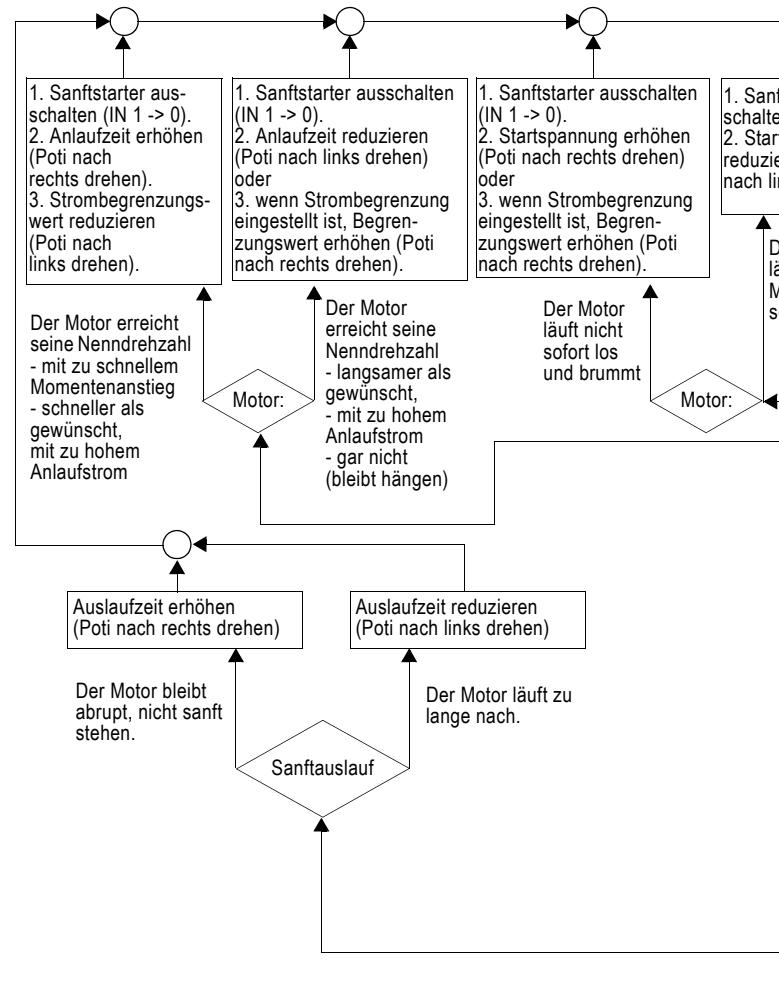 1. Sanftstarter aus-
schalten (IN 1 -> 0).
2. Anlaufzeit erhöhen
(Poti nach
rechts drehen).
3. Strombegrenzungs-
wert reduzieren
(Poti nach
links drehen).
1. Sanftstarter ausschalten
(IN 1 -> 0).
2. Anlaufzeit reduzieren
(Poti nach links drehen)
oder
3. wenn Strombegrenzung
eingestellt ist, Begren-
zungswert erhöhen (Poti
nach rechts drehen).
1. Sanftstarter ausschalten
(IN 1 -> 0).
2. Startspannung erhöhen
(Poti nach rechts drehen)
oder
3. wenn Strombegrenzung
eingestellt ist, Begren-
zungswert erhöhen (Poti
nach rechts drehen).
1.
2.
nach
Der Motor erreicht
seine Nenndrehzahl
- mit zu schnellem
Momentenanstieg
- schneller als
gewünscht,
mit zu hohem
Anlaufstrom
Motor:
Der Motor
erreicht seine
Nenndrehzahl
- langsamer als
gewünscht,
- mit zu hohem
Anlaufstrom
- gar nicht
(bleibt hängen)
Der Motor
läuft nicht
sofort los
und brummt
Motor:
Auslaufzeit erhöhen
(Poti nach rechts drehen)
Auslaufzeit reduzieren
(Poti nach links drehen)
Der Motor bleibt
abrupt, nicht sanft
stehen.
Der Motor läuft zu
lange nach.
Sanftauslauf